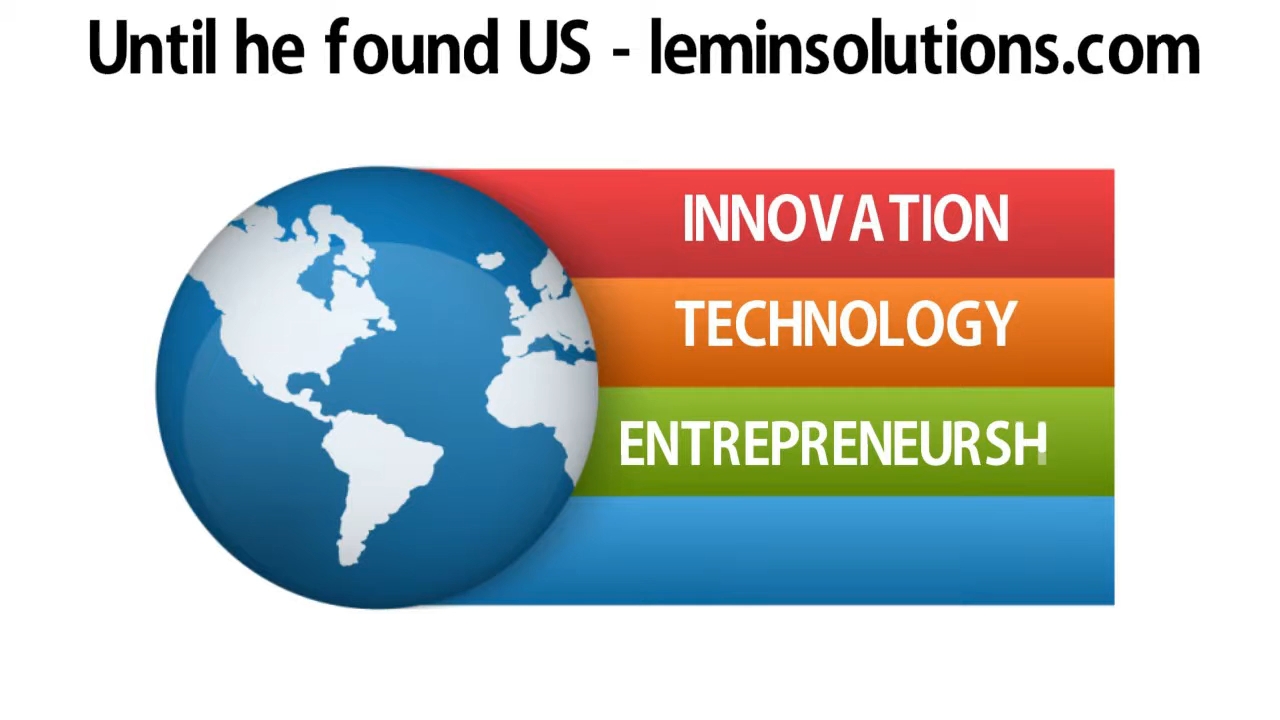 Until he found US - leminsolutions.com
INNOVATION
TECHNOLOGY
ENTREPRENEURSH